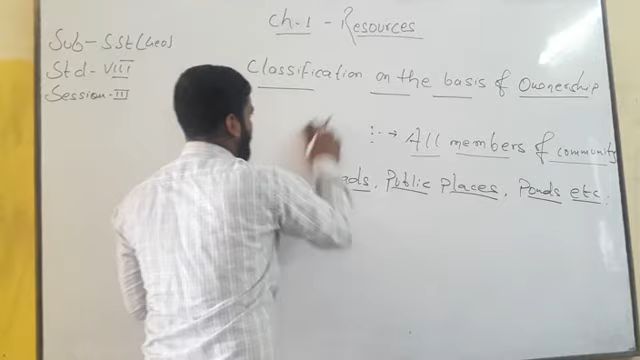 Ch-1 - Resources
Sub - SSt (Geo)
Std - VIII
Session - II
Classification on the basis of Ownership
:- → All members of community
Public places, Ponds etc.